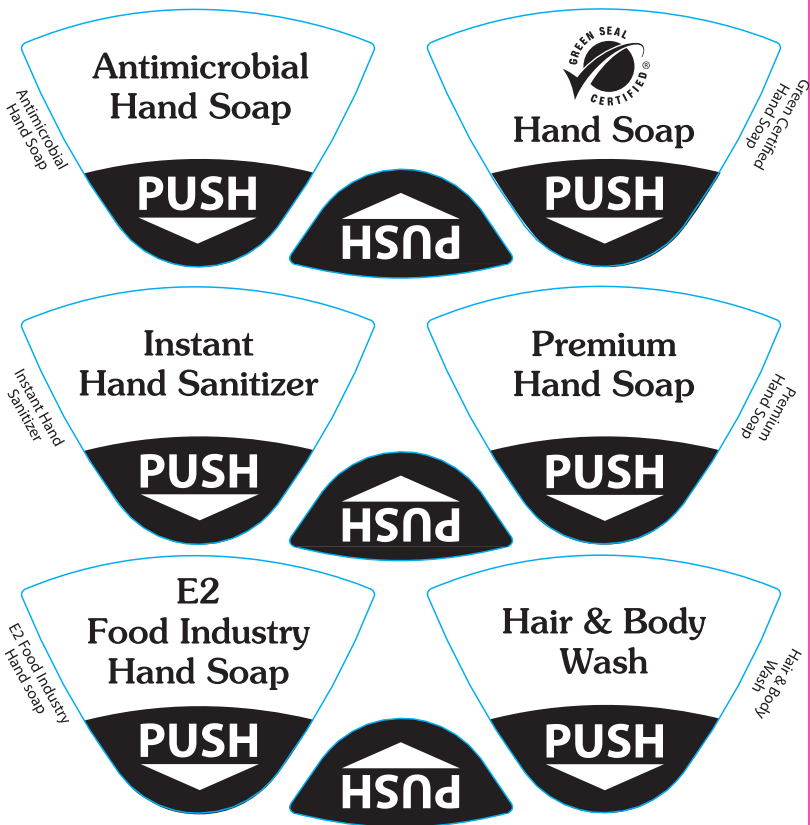 Antimicrobial
Hand Soap
PUSH
Antimicrobial
Hand Soap
GREEN SEAL
CERTIFIED®
Hand Soap
PUSH
Green Certified
Hand Soap
PUSH
Instant
Hand Sanitizer
PUSH
Instant Hand
Sanitizer
Premium
Hand Soap
PUSH
Premium
Hand Soap
PUSH
E2
Food Industry
Hand Soap
PUSH
E2 Food Industry
Hand soap
Hair & Body
Wash
PUSH
Hair & Body
Wash
PUSH